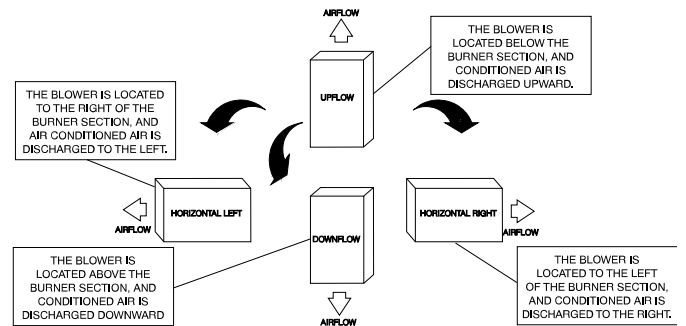 AIRFLOW
THE BLOWER IS
LOCATED BELOW THE
BURNER SECTION, AND
CONDITIONED AIR IS
DISCHARGED UPWARD.
UPFLOW
THE BLOWER IS LOCATED
TO THE RIGHT OF THE
BURNER SECTION, AND
AIR CONDITIONED AIR IS
DISCHARGED TO THE LEFT.
HORIZONTAL LEFT
AIRFLOW
HORIZONTAL RIGHT
AIRFLOW
DOWNFLOW
THE BLOWER IS
LOCATED ABOVE THE
BURNER SECTION, AND
CONDITIONED AIR IS
DISCHARGED DOWNWARD
THE BLOWER IS
LOCATED TO THE LEFT
OF THE BURNER SECTION,
AND CONDITIONED AIR IS
DISCHARGED TO THE RIGHT.
AIRFLOW